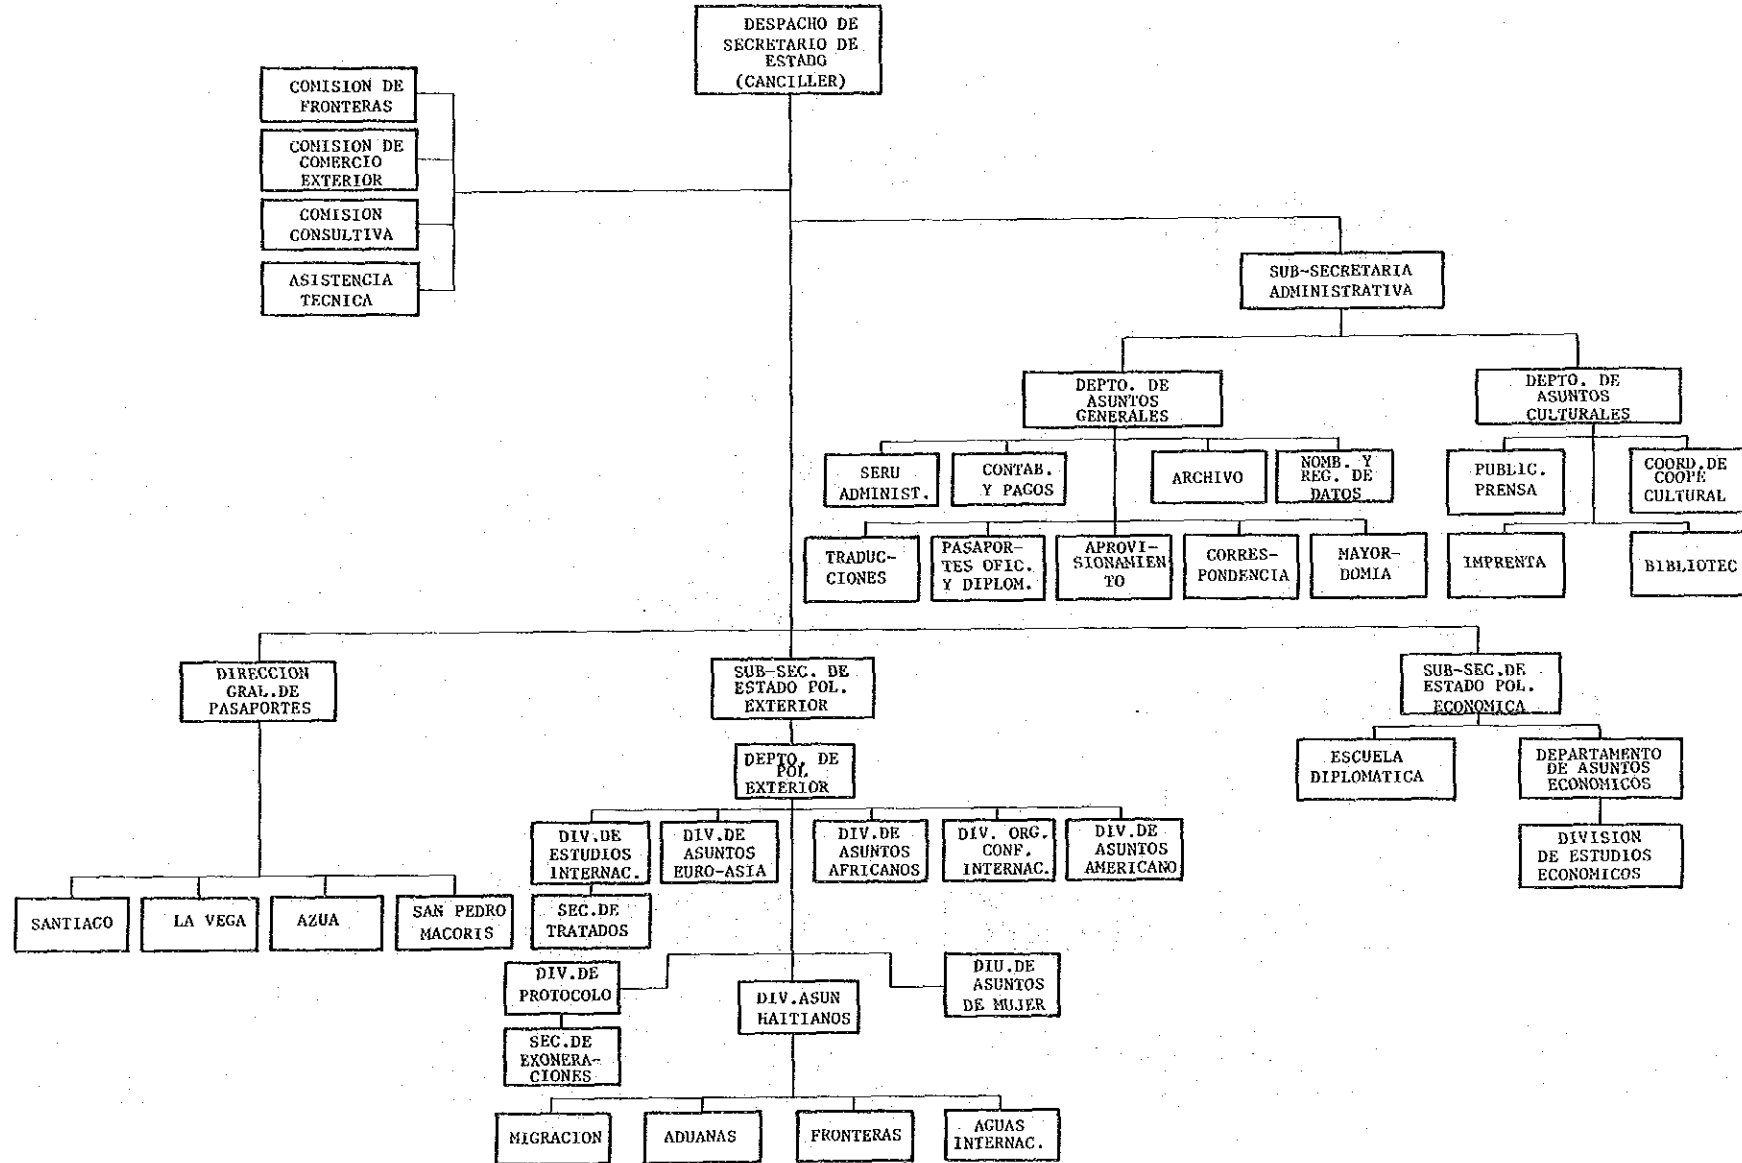 DESPACHO DE
SECRETARIO DE
ESTADO
(CANCILLER)
COMISION DE
FRONTERAS
COMISION DE
COMERCIO
EXTERIOR
COMISION
CONSULTIVA
ASISTENCIA
TECNICA
SUB-SECRETARIA
ADMINISTRATIVA
DEPTO. DE
ASUNTOS
GENERALES
DEPTO. DE
ASUNTOS
CULTURALES
SERU
ADMINIST.
CONTAB.
Y PAGOS
ARCHIVO
NOMB. Y
REG. DE
DATOS
PUBLIC.
PRENSA
COORD.DE
COOPE
CULTURAL
TRADUC-
CIONES
PASAPOR-
TES OFIC.
Y DIPLOM.
APROVI-
SIONAMIEN
TO
CORRES-
PONDENCIA
MAYOR-
DOMIA
IMPRENTA
BIBLIOTEC
DIRECCION
GRAL.DE
PASAPORTES
SUB-SEC. DE
ESTADO POL.
EXTERIOR
SUB-SEC.DE
ESTADO POL.
ECONOMICA
DEPTO. DE
POL
EXTERIOR
ESCUELA
DIPLOMATICA
DEPARTAMENTO
DE ASUNTOS
ECONOMICOS
DIV.DE
ESTUDIOS
INTERNAC.
DIV.DE
ASUNTOS
EURO-ASIA
DIV.DE
ASUNTOS
AFRICANOS
DIV. ORG.
CONF.
INTERNAC.
DIV.DE
ASUNTOS
AMERICANO
DIVISION
DE ESTUDIOS
ECONOMICOS
SANTIAGO
LA VEGA
AZUA
SAN PEDRO
MACORIS
SEC.DE
TRATADOS
DIV.DE
PROTOCOLO
DIV.ASUN
HAITIANOS
DIU.DE
ASUNTOS
DE MUJER
SEC.DE
EXONERA-
CIONES
MIGRACION
ADUANAS
FRONTERAS
AGUAS
INTERNAC.